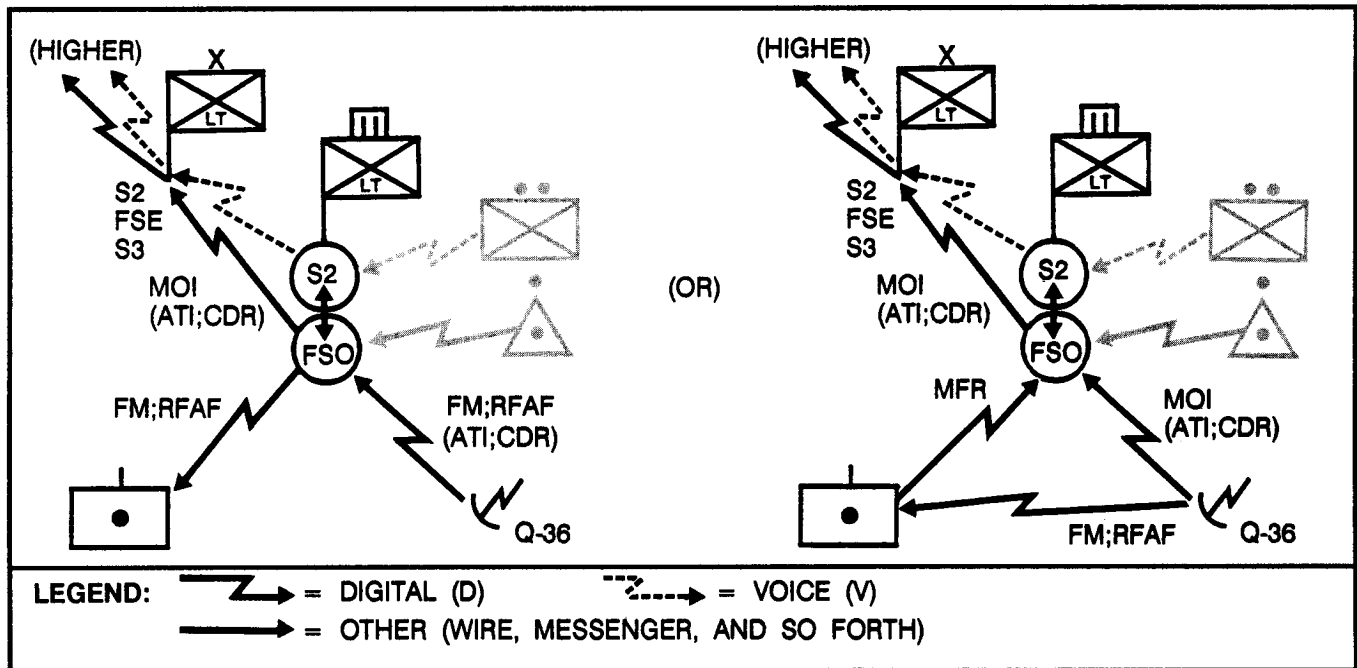 (HIGHER)
X
LT
II
LT
S2
FSE
S3
S2
MOI
(ATI;CDR)
FSO
FM;RFAF
FM;RFAF
(ATI;CDR)
Q-36
(OR)
(HIGHER)
X
LT
II
LT
S2
FSE
S3
S2
MOI
(ATI;CDR)
FSO
MFR
MOI
(ATI;CDR)
Q-36
FM;RFAF
LEGEND: = DIGITAL (D) = VOICE (V)
= OTHER (WIRE, MESSENGER, AND SO FORTH)